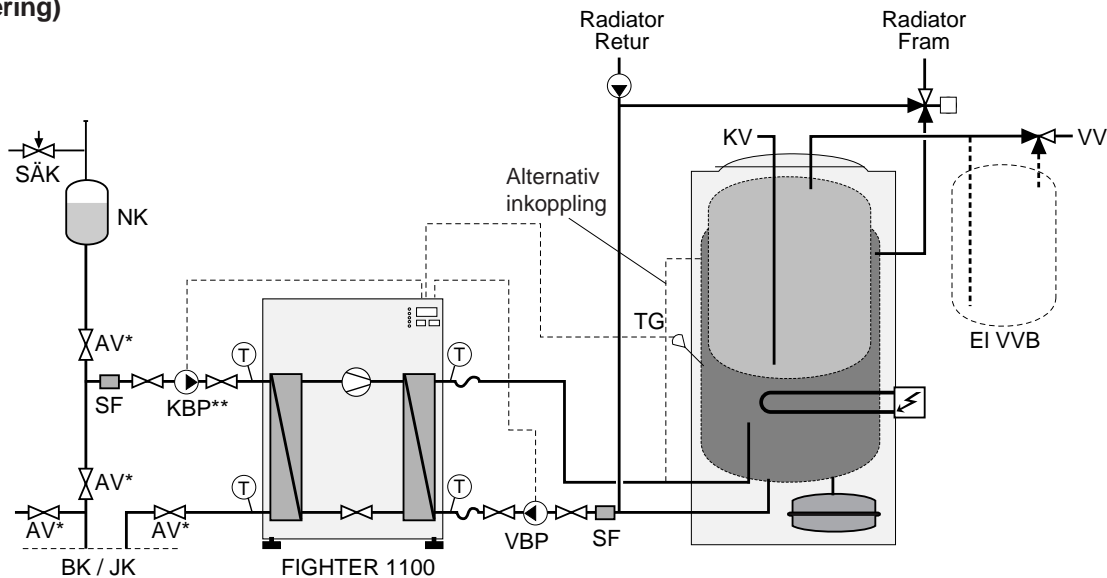 ering)
Radiator
Retur
Radiator
Fram
SÄK
NK
KV
VV
Alternativ
inkoppling
TG
El VVB
AV*
T
T
SF
KBP**
AV*
T
T
AV*
AV*
VBP
SF
BK / JK
FIGHTER 1100